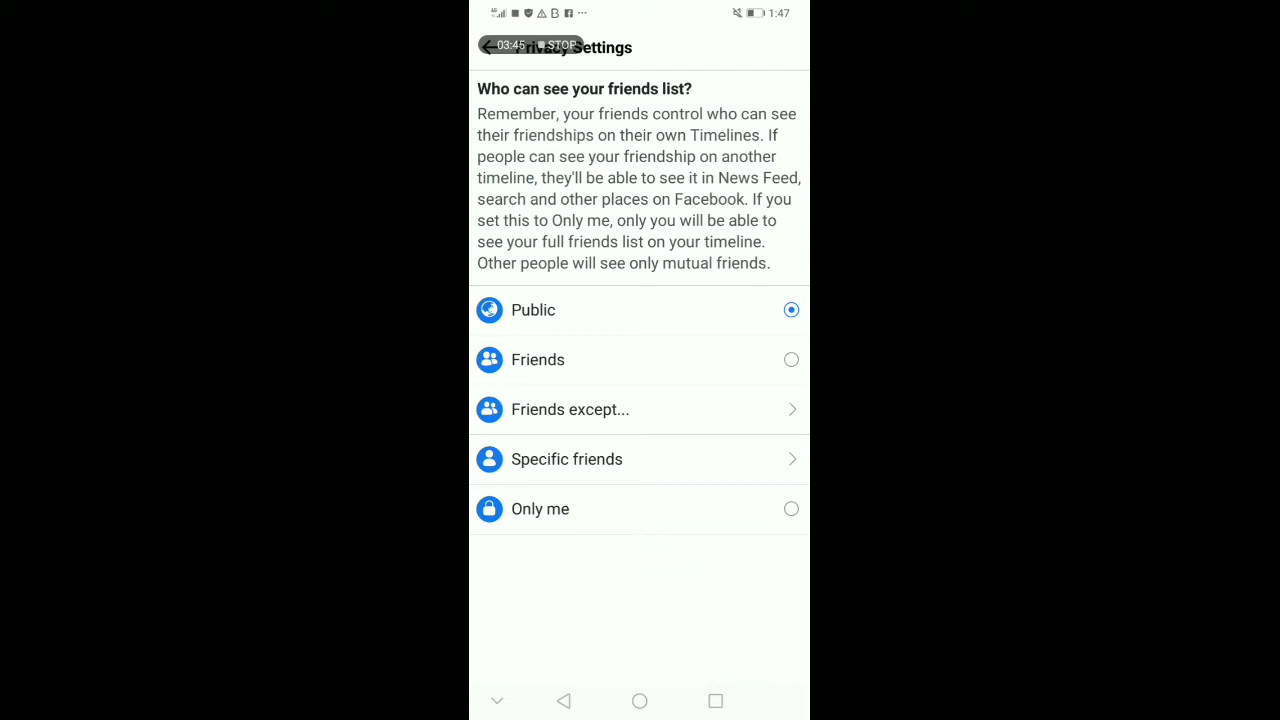 1:47
03:45 STOP
Privacy Settings
Who can see your friends list?
Remember, your friends control who can see
their friendships on their own Timelines. If
people can see your friendship on another
timeline, they'll be able to see it in News Feed,
search and other places on Facebook. If you
set this to Only me, only you will be able to
see your full friends list on your timeline.
Other people will see only mutual friends.
Public
Friends
Friends except...
Specific friends
Only me